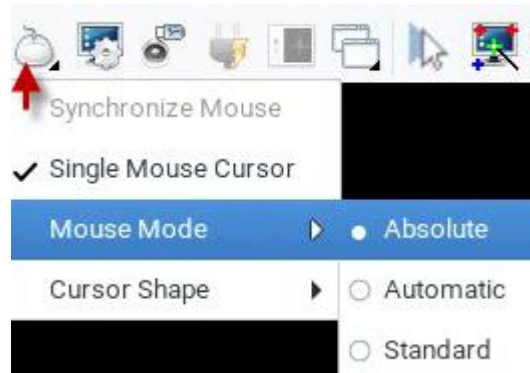 Synchronize Mouse
Single Mouse Cursor
Mouse Mode
Absolute
Cursor Shape
Automatic
Standard